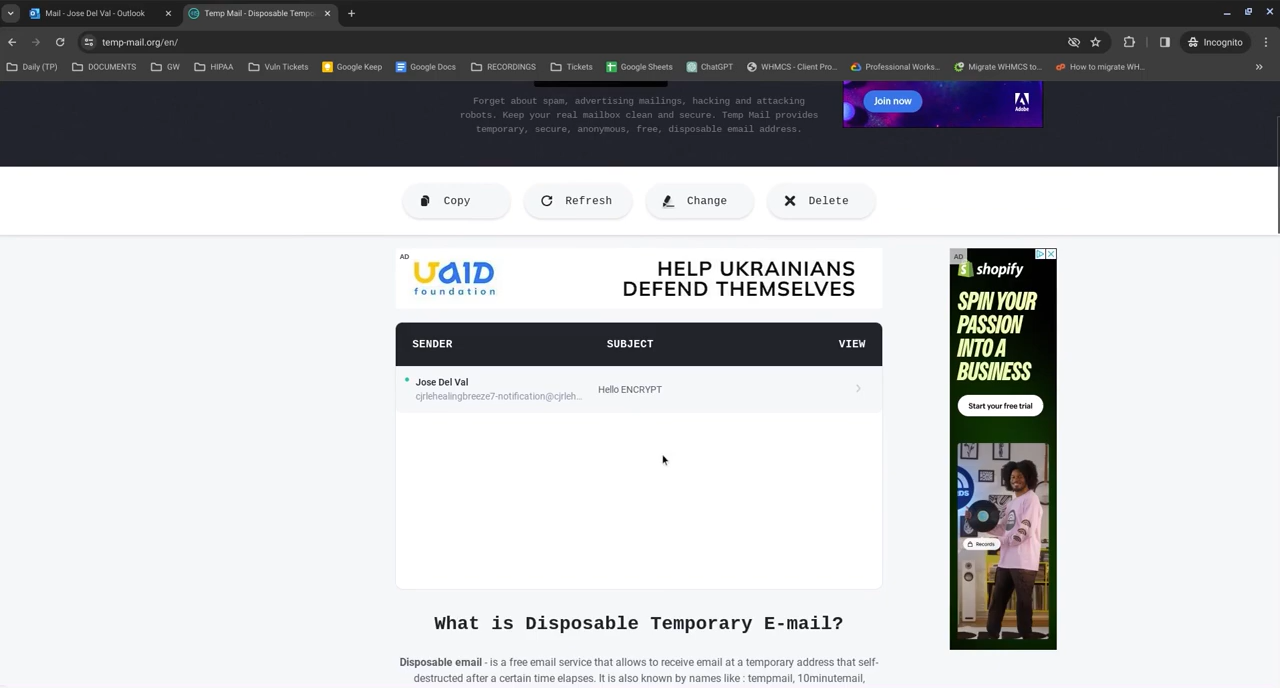 Mail - Jose Del Val - Outlook
Temp Mail - Disposable Tempo
temp-mail.org/en/
Incognito
Daily (TP)
DOCUMENTS
GW
HIPAA
Vuln Tickets
Google Keep
Google Docs
RECORDINGS
Tickets
Google Sheets
ChatGPT
WHMCS - Client Pro...
Professional Works...
Migrate WHMCS to...
How to migrate WH...
Forget about spam, advertising mailings, hacking and attacking
robots. Keep your real mailbox clean and secure. Temp Mail provides
temporary, secure, anonymous, free, disposable email address.
Join now
Adobe
Copy
Refresh
Change
Delete
AD
UAID
foundation
HELP UKRAINIANS
DEFEND THEMSELVES
SENDER
SUBJECT
VIEW
Jose Del Val
cjrlehealingbreeze7-notification@cjrleh...
Hello ENCRYPT
What is Disposable Temporary E-mail?
Disposable email - is a free email service that allows to receive email at a temporary address that self-
destructed after a certain time elapses. It is also known by names like : tempmail, 10minutemail,
AD
shopify
SPIN YOUR
PASSION
INTO A
BUSINESS
Start your free trial
Records